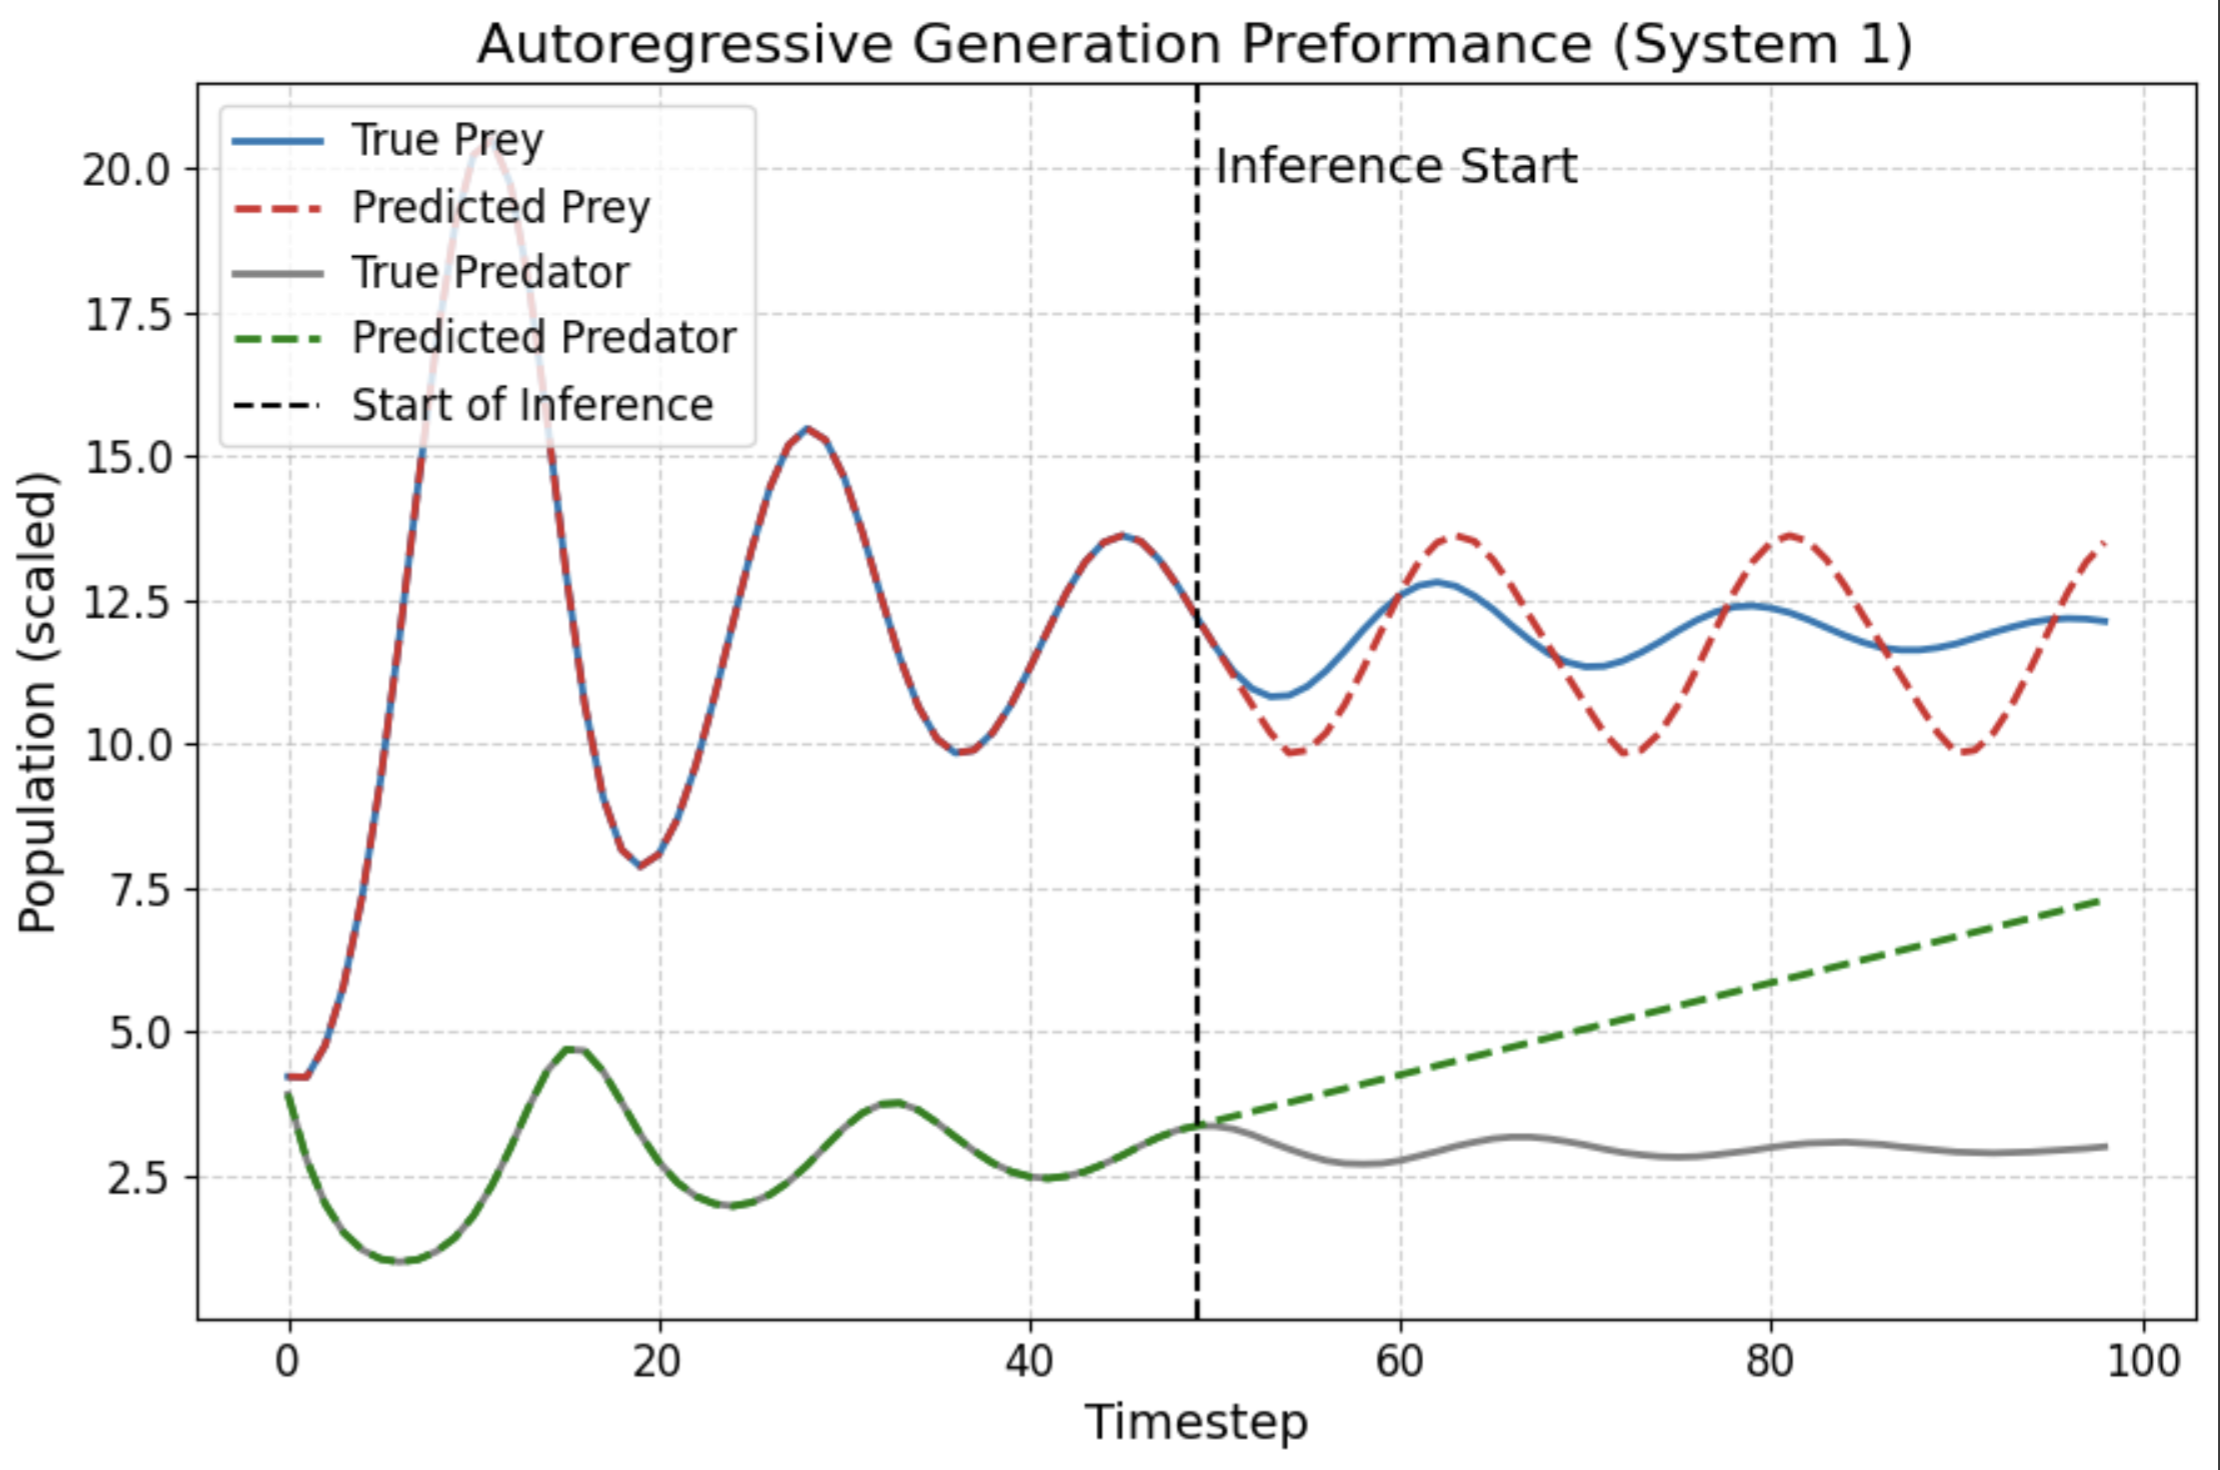 Autoregressive Generation Preformance (System 1)
True Prey
Predicted Prey
True Predator
Predicted Predator
Start of Inference
Inference Start
Population (scaled)
20.0
17.5
15.0
12.5
10.0
7.5
5.0
2.5
0 20 40 60 80 100
Timestep